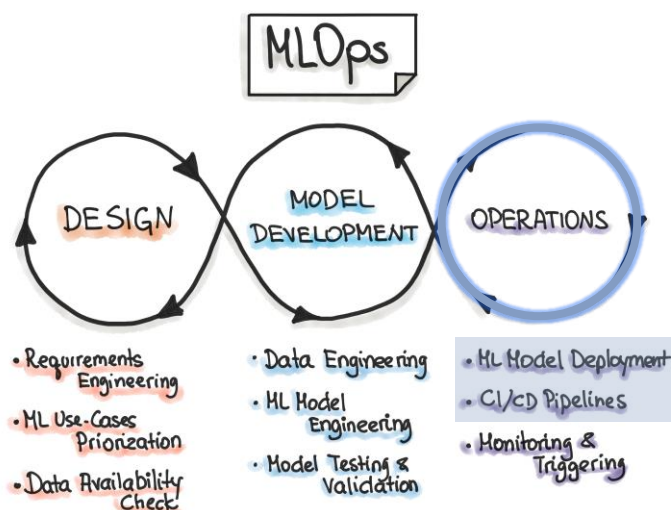 MLOps
DESIGN
MODEL
DEVELOPMENT
OPERATIONS
• Requirements
Engineering
• ML Use-Cases
Priorization
• Data Availability
Check
• Data Engineering
• ML Model
Engineering
• Model Testing &
Validation
• ML Model Deployment
• CI/CD Pipelines
• Monitoring &
Triggering